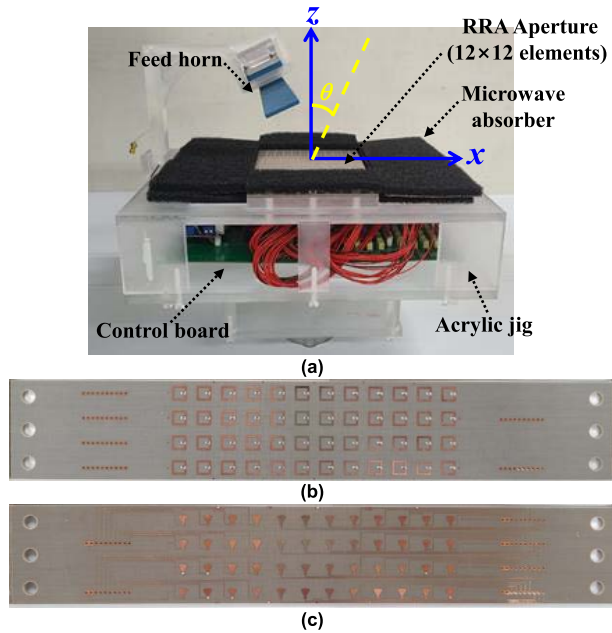 z
RRA Aperture
(12×12 elements)
Feed horn
θ
Microwave
absorber
x
Control board
Acrylic jig
(a)
(b)
(c)